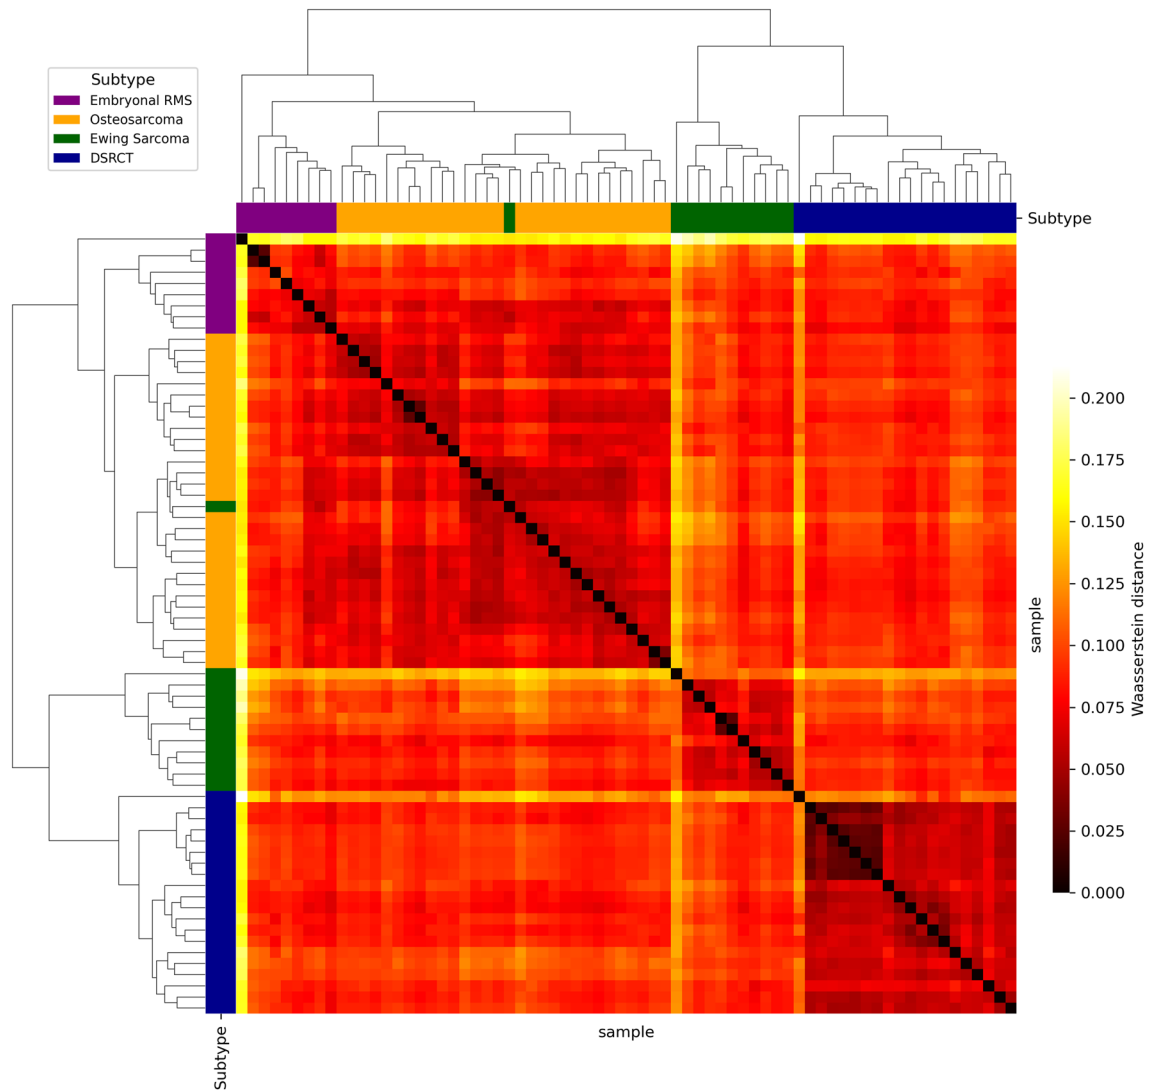 Subtype
Embryonal RMS
Osteosarcoma
Ewing Sarcoma
DSRCT
Subtype
0.200
0.175
0.150
0.125
0.100
0.075
0.050
0.025
0.000
Waasserstein distance
sample
sample
Subtype